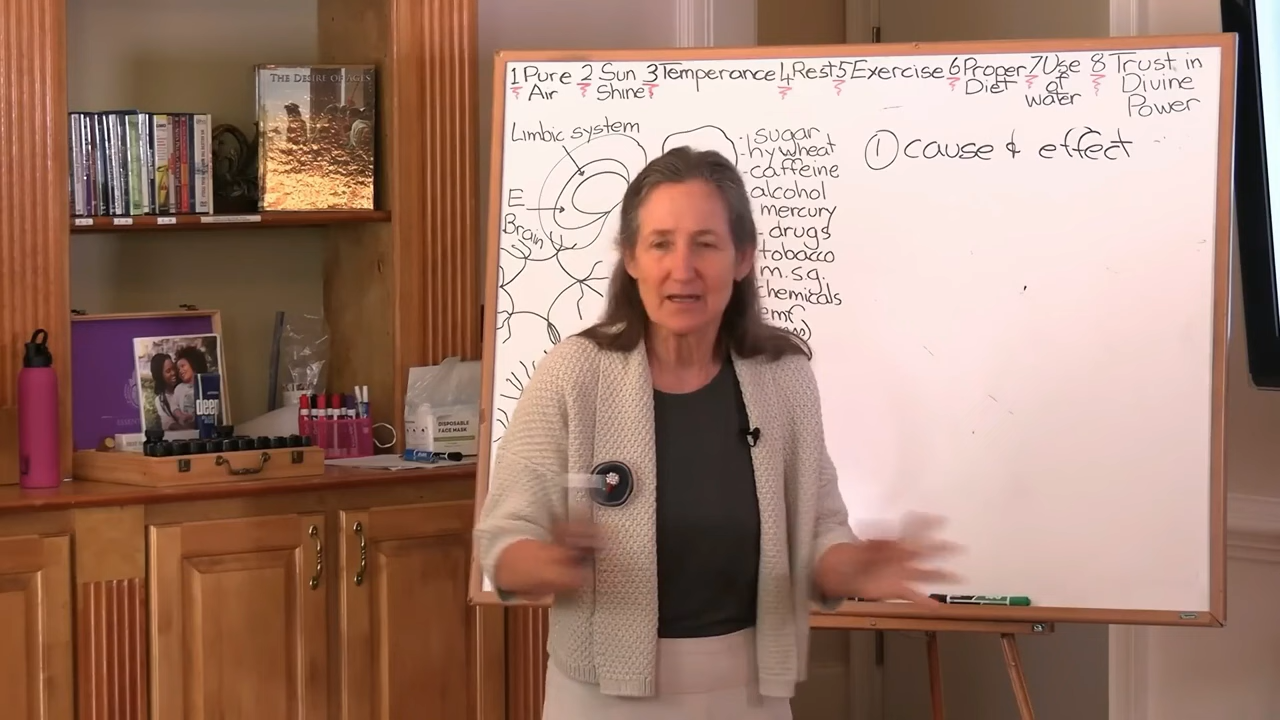 THE DESIRE OF AGES
1 Pure Air
2 Sun Shine
3 Temperance
4 Rest
5 Exercise
6 Proper Diet
7 Use of water
8 Trust in Divine Power
Limbic system
E
Brain
- sugar
- hy wheat
- caffeine
alcohol
mercury
- drugs
tobacco
m.s.g.
chemicals
emf
① cause & effect
deep
DISPOSABLE
FACE MASK